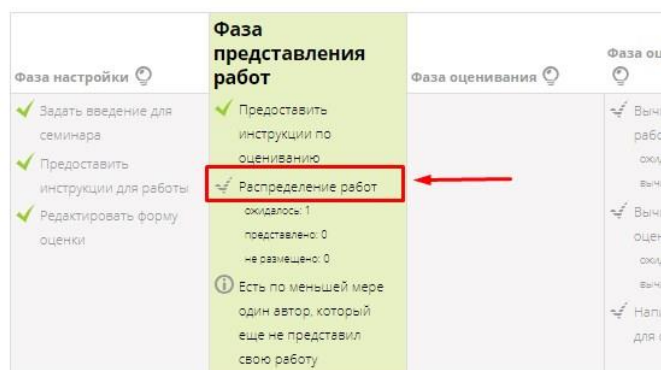 Фаза настройки
Задать введение для
семинара
Предоставить
инструкции для работы
Редактировать форму
оценки
Фаза
представления
работ
Предоставить
инструкции по
оцениванию
Распределение работ
ожидалось: 1
представлено: 0
не размещено: 0
Есть по меньшей мере
один автор, который
еще не представил
свою работу
Фаза оценивания
Фаза